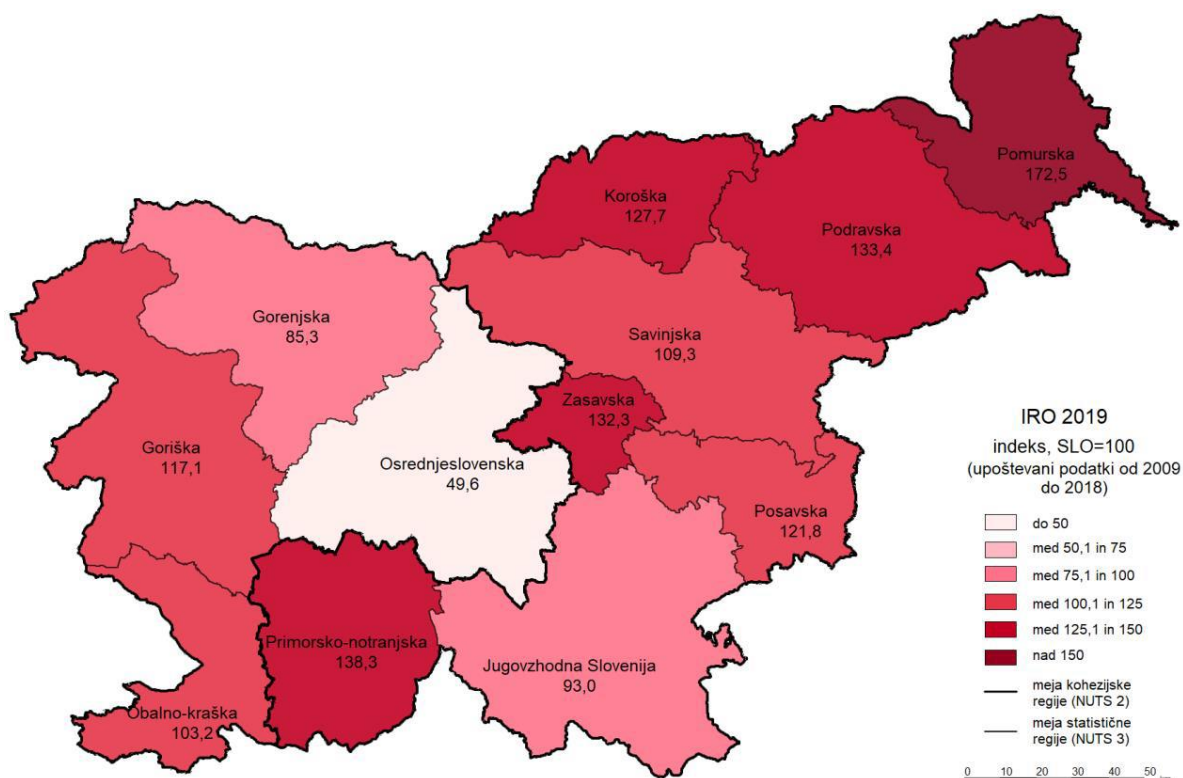 Pomurska
172,5
Koroška
127,7
Podravska
133,4
Gorenjska
85,3
Savinjska
109,3
Zasavska
132,3
Goriška
117,1
Osrednjeslovenska
49,6
Posavska
121,8
Primorsko-notranjska
138,3
Jugovzhodna Slovenija
93,0
Obalno-kraška
103,2
IRO 2019
indeks, SLO=100
(upoštevani podatki od 2009
do 2018)
do 50
med 50,1 in 75
med 75,1 in 100
med 100,1 in 125
med 125,1 in 150
nad 150
meja kohezijske
regije (NUTS 2)
meja statistične
regije (NUTS 3)
0 10 20 30 40 50